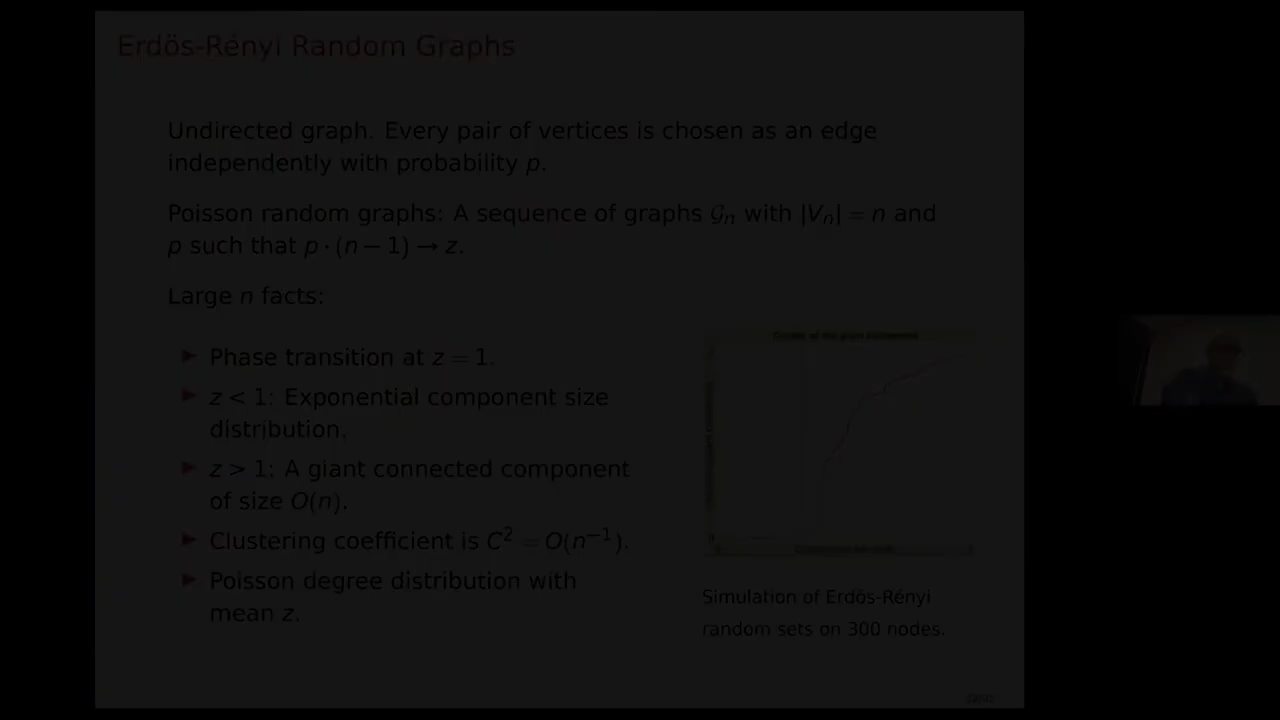 Erdös-Rényi Random Graphs
Undirected graph. Every pair of vertices is chosen as an edge
independently with probability p.
Poisson random graphs: A sequence of graphs 𝒢n with |Vn| = n and
p such that p · (n − 1) → z.
Large n facts:
► Phase transition at z = 1.
► z < 1: Exponential component size
distribution.
► z > 1: A giant connected component
of size O(n).
► Clustering coefficient is C² = O(n⁻¹).
► Poisson degree distribution with
mean z.
Simulation of Erdös-Rényi
random sets on 300 nodes.